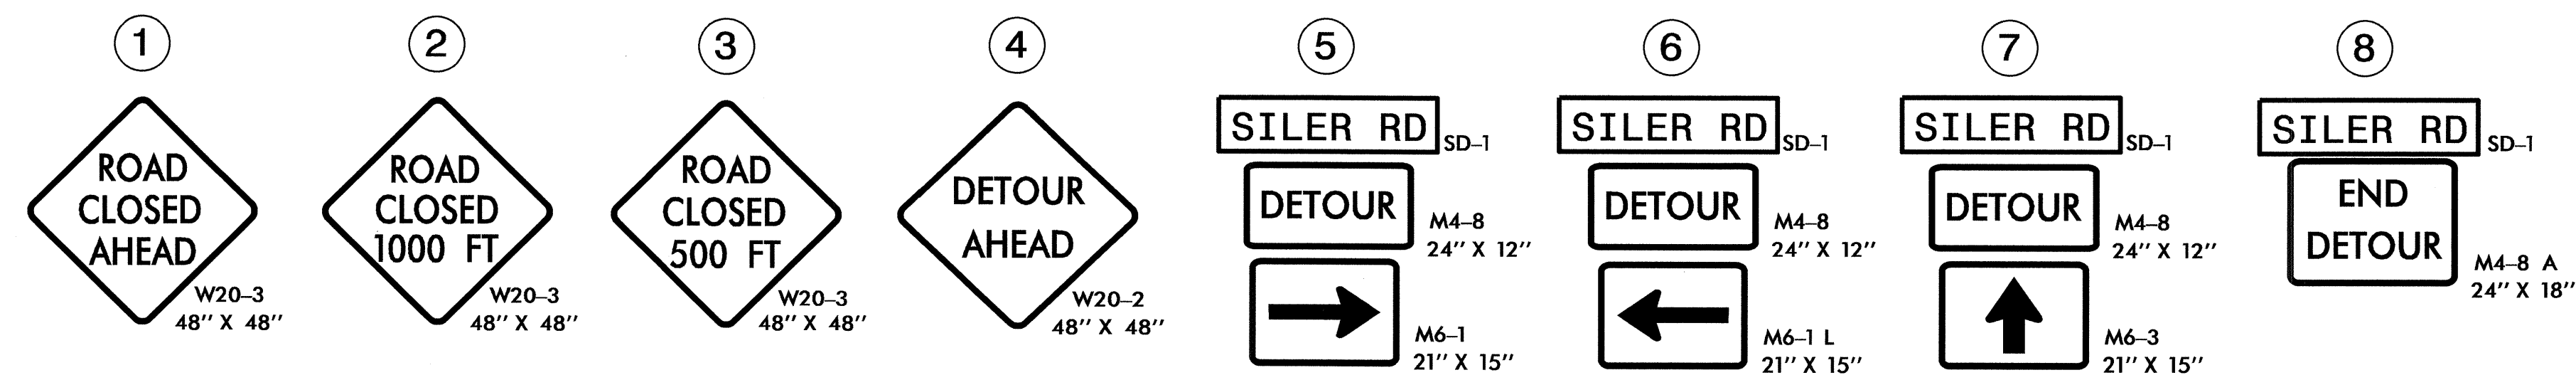 1
ROAD
CLOSED
AHEAD
W20–3
48" X 48"
2
ROAD
CLOSED
1000 FT
W20–3
48" X 48"
3
ROAD
CLOSED
500 FT
W20–3
48" X 48"
4
DETOUR
AHEAD
W20–2
48" X 48"
5
SILER RD
SD–1
DETOUR
M4–8
24" X 12"
M6–1
21" X 15"
6
SILER RD
SD–1
DETOUR
M4–8
24" X 12"
M6–1 L
21" X 15"
7
SILER RD
SD–1
DETOUR
M4–8
24" X 12"
M6–3
21" X 15"
8
SILER RD
SD–1
END
DETOUR
M4–8 A
24" X 18"